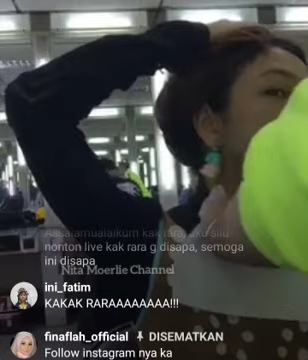 Assalamualaikum kak rara, aku sllu
nonton live kak rara g disapa, semoga
ini disapa
Nita Moerlie Channel
ini_fatim
KAKAK RARAAAAAAAA!!!
finaflah_official DISEMATKAN
Follow instagram nya ka